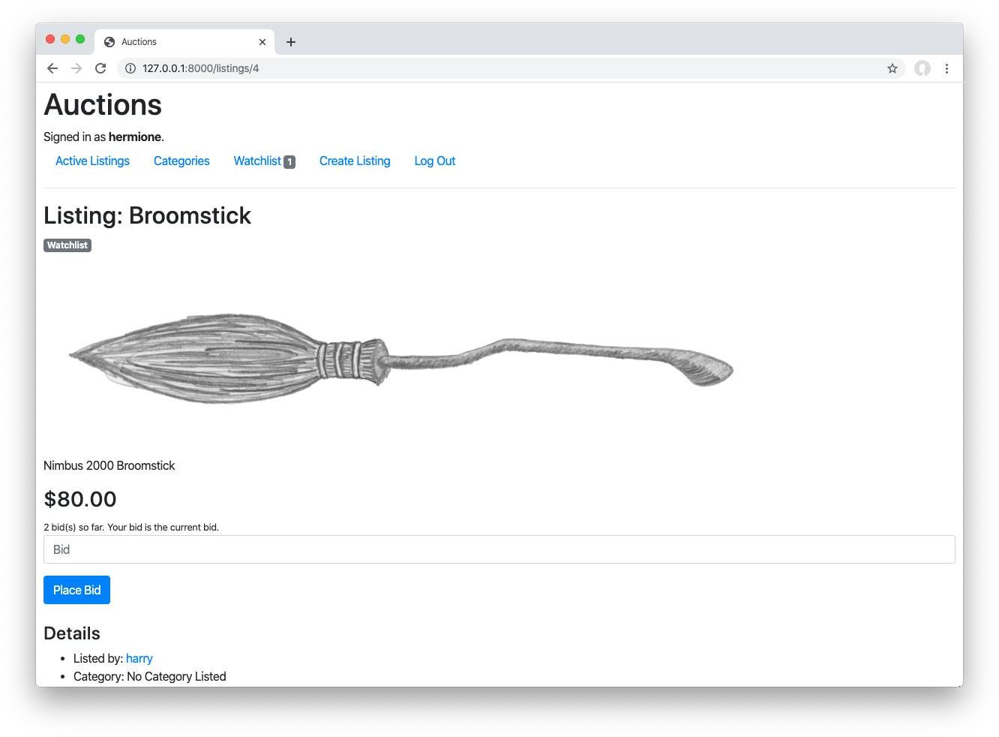 Auctions
127.0.0.1:8000/listings/4
Auctions
Signed in as hermione.
Active Listings Categories Watchlist 1 Create Listing Log Out
Listing: Broomstick
Watchlist
Nimbus 2000 Broomstick
$80.00
2 bid(s) so far. Your bid is the current bid.
Bid
Place Bid
Details
• Listed by: harry
• Category: No Category Listed